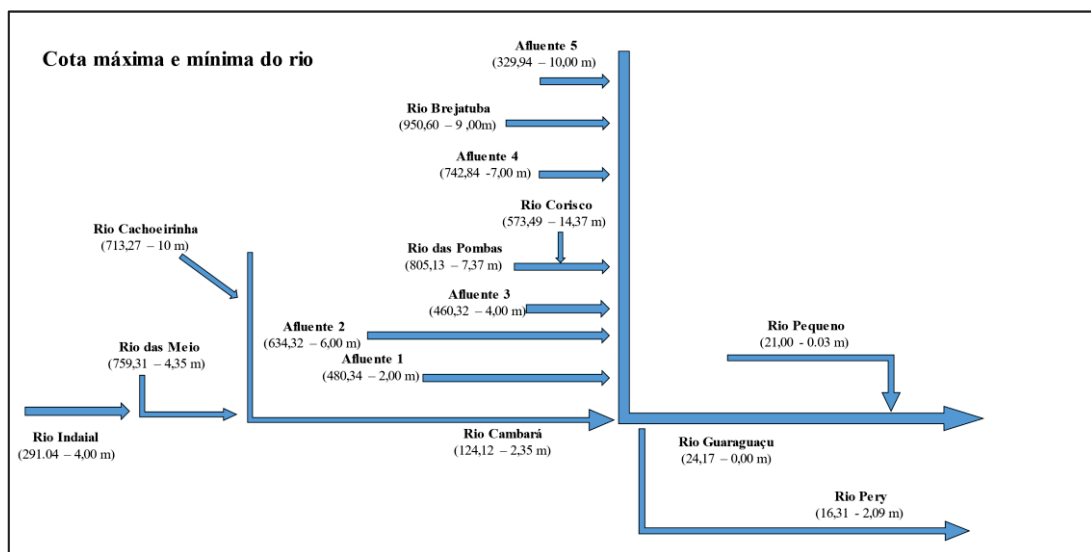 Cota máxima e mínima do rio
Afluente 5
(329,94 – 10,00 m)
Rio Brejatuba
(950,60 – 9 ,00m)
Afluente 4
(742,84 -7,00 m)
Rio Corisco
(573,49 – 14,37 m)
Rio Cachoeirinha
(713,27 – 10 m)
Rio das Pombas
(805,13 – 7,37 m)
Afluente 3
(460,32 – 4,00 m)
Afluente 2
(634,32 – 6,00 m)
Rio Pequeno
(21,00 - 0.03 m)
Rio das Meio
(759,31 – 4,35 m)
Afluente 1
(480,34 – 2,00 m)
Rio Indaial
(291.04 – 4,00 m)
Rio Cambará
(124,12 – 2,35 m)
Rio Guaraguaçu
(24,17 – 0,00 m)
Rio Pery
(16,31 - 2,09 m)